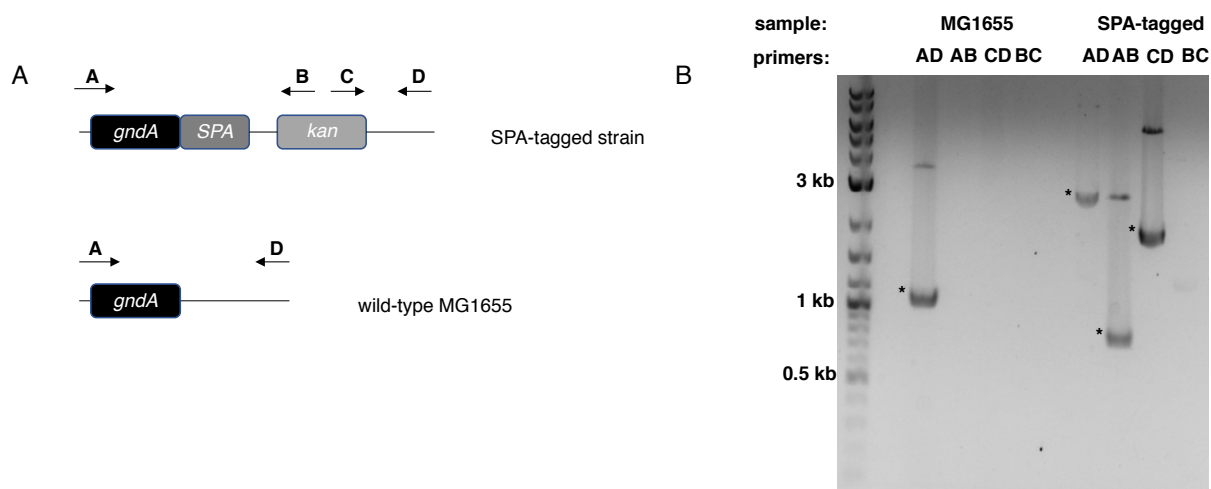 A
A
B
C
D
gndA
SPA
kan
SPA-tagged strain
A
D
gndA
wild-type MG1655
B
sample:
MG1655
SPA-tagged
primers:
AD AB CD BC
AD AB CD BC
3 kb
*
*
1 kb
*
*
0.5 kb